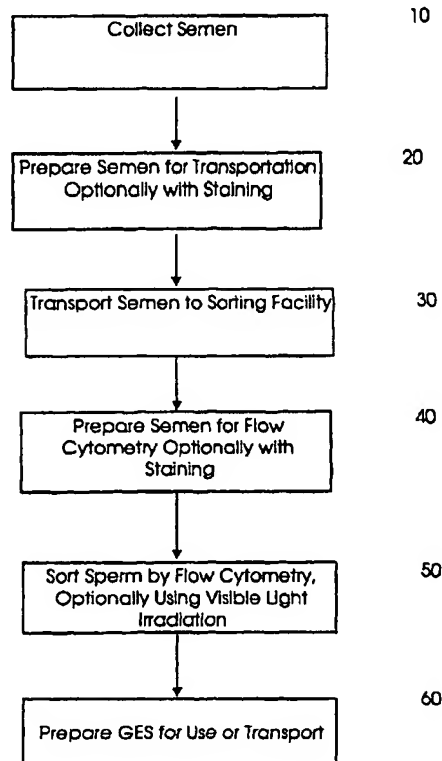 10
Collect Semen
20
Prepare Semen for Transportation
Optionally with Staining
30
Transport Semen to Sorting Facility
40
Prepare Semen for Flow
Cytometry Optionally with
Staining
50
Sort Sperm by Flow Cytometry,
Optionally Using Visible Light
Irradiation
60
Prepare GES for Use or Transport